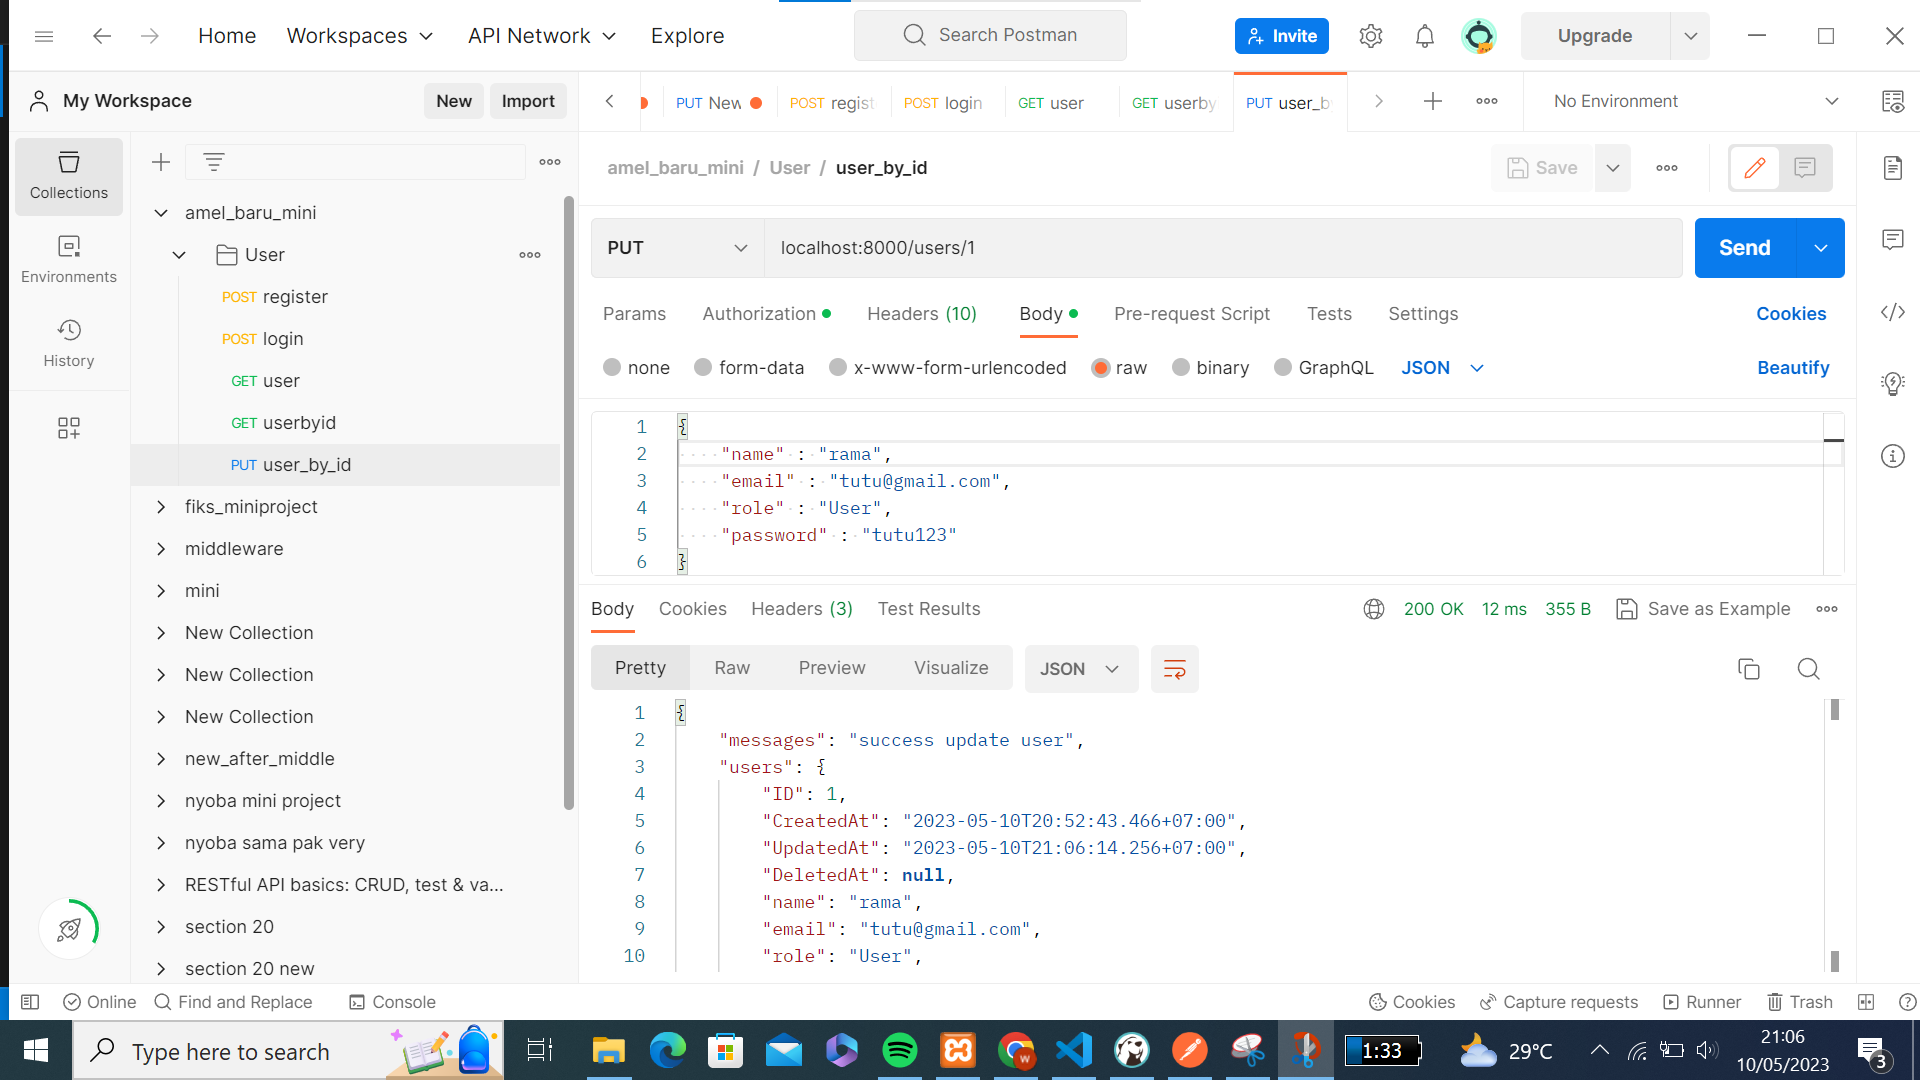 Home Workspaces API Network Explore Search Postman Invite Upgrade
My Workspace New Import PUT New POST regist POST login GET user GET userby PUT user_b No Environment
Collections
Environments
History
amel_baru_mini
User
POST register
POST login
GET user
GET userbyid
PUT user_by_id
fiks_miniproject
middleware
mini
New Collection
New Collection
New Collection
new_after_middle
nyoba mini project
nyoba sama pak very
RESTful API basics: CRUD, test & va...
section 20
section 20 new
amel_baru_mini / User / user_by_id Save
PUT localhost:8000/users/1 Send
Params Authorization Headers (10) Body Pre-request Script Tests Settings Cookies
none form-data x-www-form-urlencoded raw binary GraphQL JSON Beautify
1 {
2 "name" : "rama",
3 "email" : "tutu@gmail.com",
4 "role" : "User",
5 "password" : "tutu123"
6 }
Body Cookies Headers (3) Test Results 200 OK 12 ms 355 B Save as Example
Pretty Raw Preview Visualize JSON
1 {
2 "messages": "success update user",
3 "users": {
4 "ID": 1,
5 "CreatedAt": "2023-05-10T20:52:43.466+07:00",
6 "UpdatedAt": "2023-05-10T21:06:14.256+07:00",
7 "DeletedAt": null,
8 "name": "rama",
9 "email": "tutu@gmail.com",
10 "role": "User",
Online Find and Replace Console Cookies Capture requests Runner Trash
Type here to search 1:33 29°C 21:06
10/05/2023 3